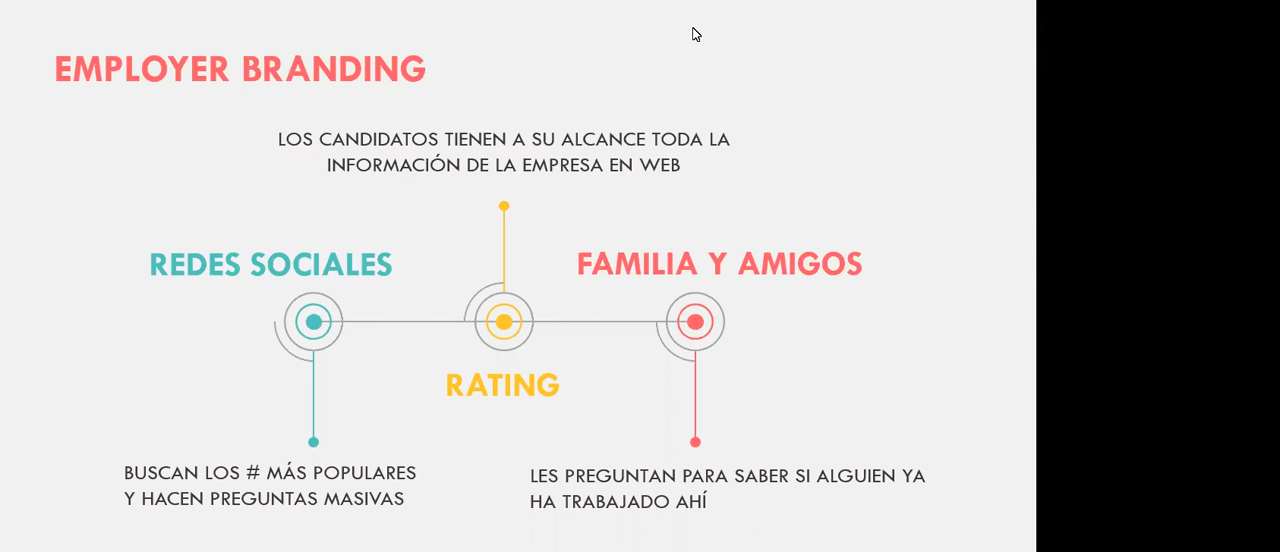 EMPLOYER BRANDING
LOS CANDIDATOS TIENEN A SU ALCANCE TODA LA
INFORMACIÓN DE LA EMPRESA EN WEB
REDES SOCIALES
FAMILIA Y AMIGOS
RATING
BUSCAN LOS # MÁS POPULARES
Y HACEN PREGUNTAS MASIVAS
LES PREGUNTAN PARA SABER SI ALGUIEN YA
HA TRABAJADO AHÍ